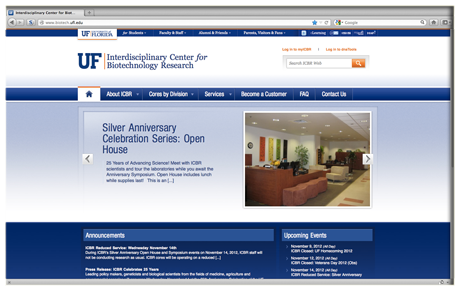 Interdisciplinary Center for Biot...
www.biotech.ufl.edu
Google
UF FLORIDA for Students Faculty & Staff Alumni & Friends Parents, Visitors & Fans
Log in to myICBR Log in to
UF Interdisciplinary Center for
Biotechnology Research
Search ICBR Web
About ICBR Cores by Division Services Become a Customer FAQ Contact Us
Silver Anniversary
Celebration Series: Open
House
25 Years of Advancing Science! Meet with ICBR
scientists and tour the laboratories while you await the
Anniversary Symposium. Open House includes lunch
while supplies last! This is an [...]
Announcements
ICBR Reduced Service: Wednesday November 14th
During ICBR's Silver Anniversary Open House and Symposium events on November 14, 2012, ICBR staff will
not be conducting research as usual. ICBR cores will be operating on a reduced [...]
Press Release: ICBR Celebrates 25 Years
Leading policy makers, geneticists and biological scientists from the fields of medicine, agriculture and
Upcoming Events
November 9, 2012 (All day)
ICBR Closed: UF Homecoming 2012
November 12, 2012 (All day)
ICBR Closed: Veterans Day 2012 (Obs)
November 14, 2012 (All day)
ICBR Reduced Service: Silver Anniversary